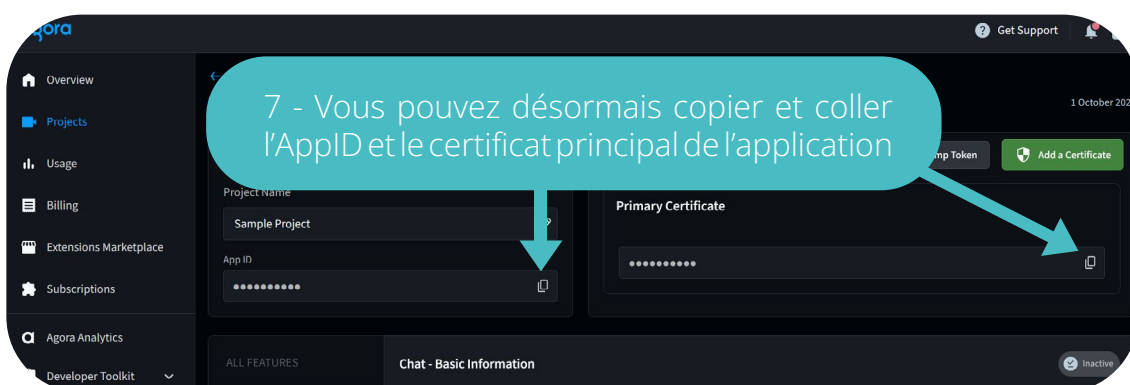 gora
Get Support
Overview
Projects
Usage
Billing
Extensions Marketplace
Subscriptions
Agora Analytics
Developer Toolkit
7 - Vous pouvez désormais copier et coller
l’AppID et le certificat principal de l’application
1 October 202
mp Token
Add a Certificate
Project Name
Sample Project
App ID
••••••••••
Primary Certificate
••••••••••
ALL FEATURES
Chat - Basic Information
Inactive